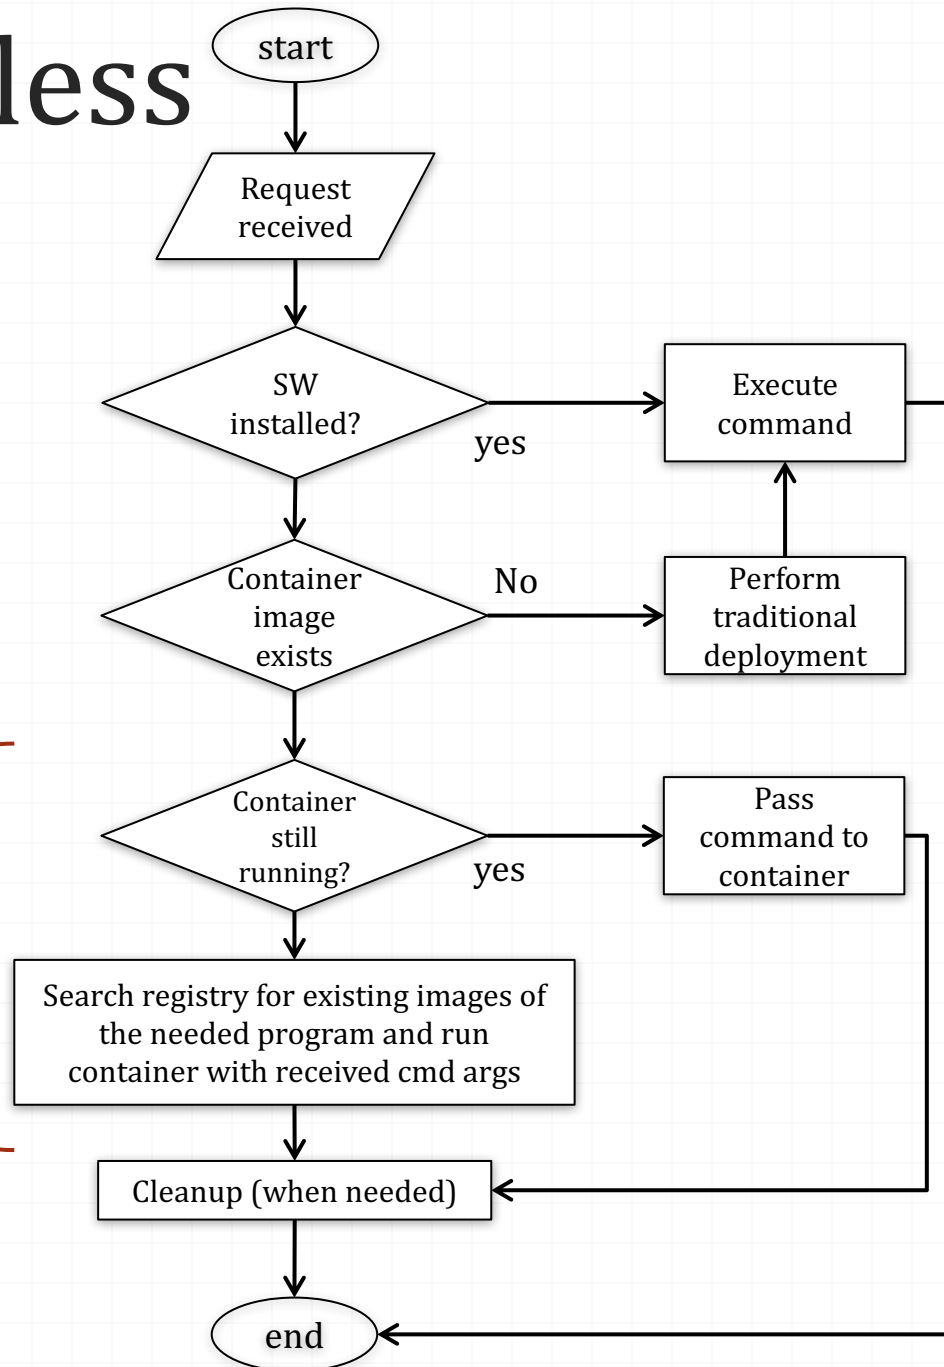 less
start
Request
received
SW
installed?
yes
Execute
command
Container
image
exists
No
Perform
traditional
deployment
Container
still
running?
yes
Pass
command to
container
Search registry for existing images of
the needed program and run
container with received cmd args
Cleanup (when needed)
end